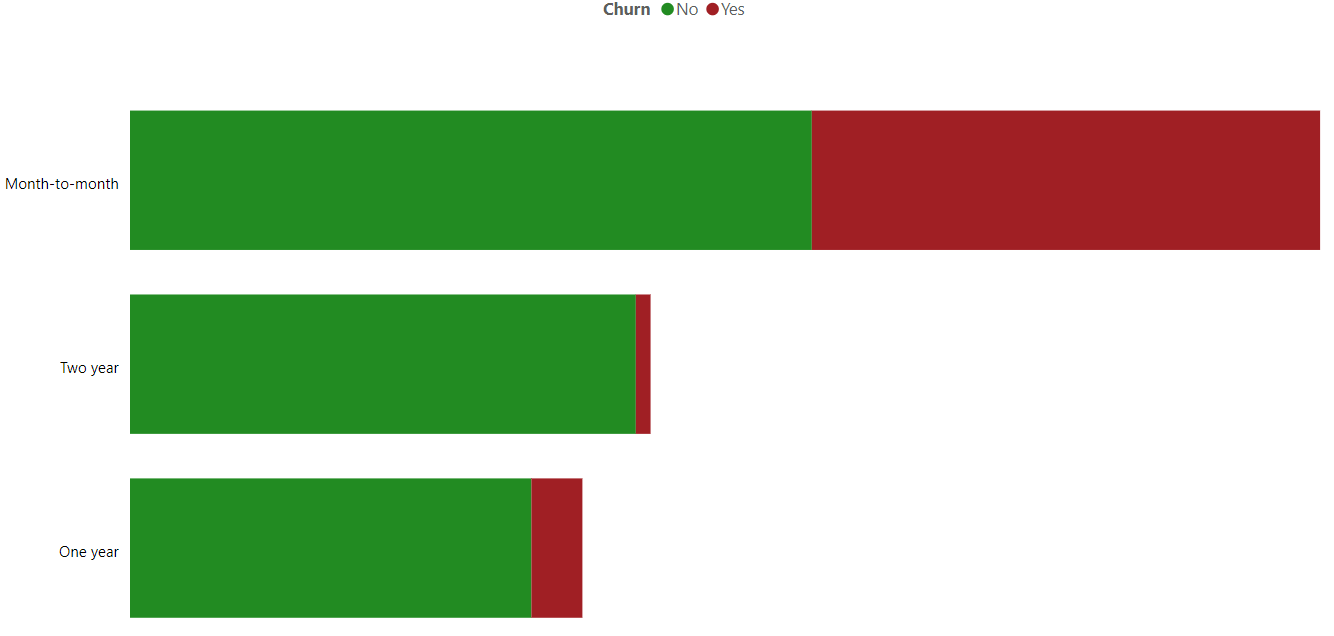 Churn No Yes
Month-to-month
Two year
One year